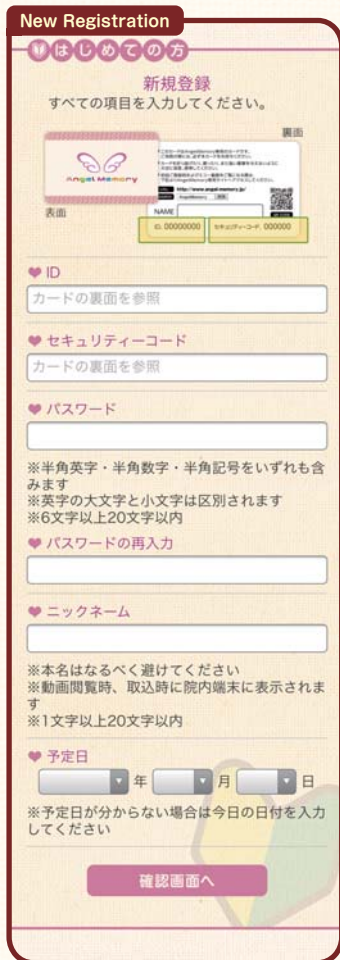 New Registration
はじめての方
新規登録
すべての項目を入力してください。
裏面
Angel Memory
http://www.angel-memory.jp/
AngelMemory
NAME
表面
ID. 00000000
セキュリティーコード. 000000
ID
カードの裏面を参照
セキュリティーコード
カードの裏面を参照
パスワード
※半角英字・半角数字・半角記号をいずれも含
みます
※英字の大文字と小文字は区別されます
※6文字以上20文字以内
パスワードの再入力
ニックネーム
※本名はなるべく避けてください
※動画閲覧時、取込時に院内端末に表示されま
す
※1文字以上20文字以内
予定日
年 月 日
※予定日が分からない場合は今日の日付を入力
してください
確認画面へ